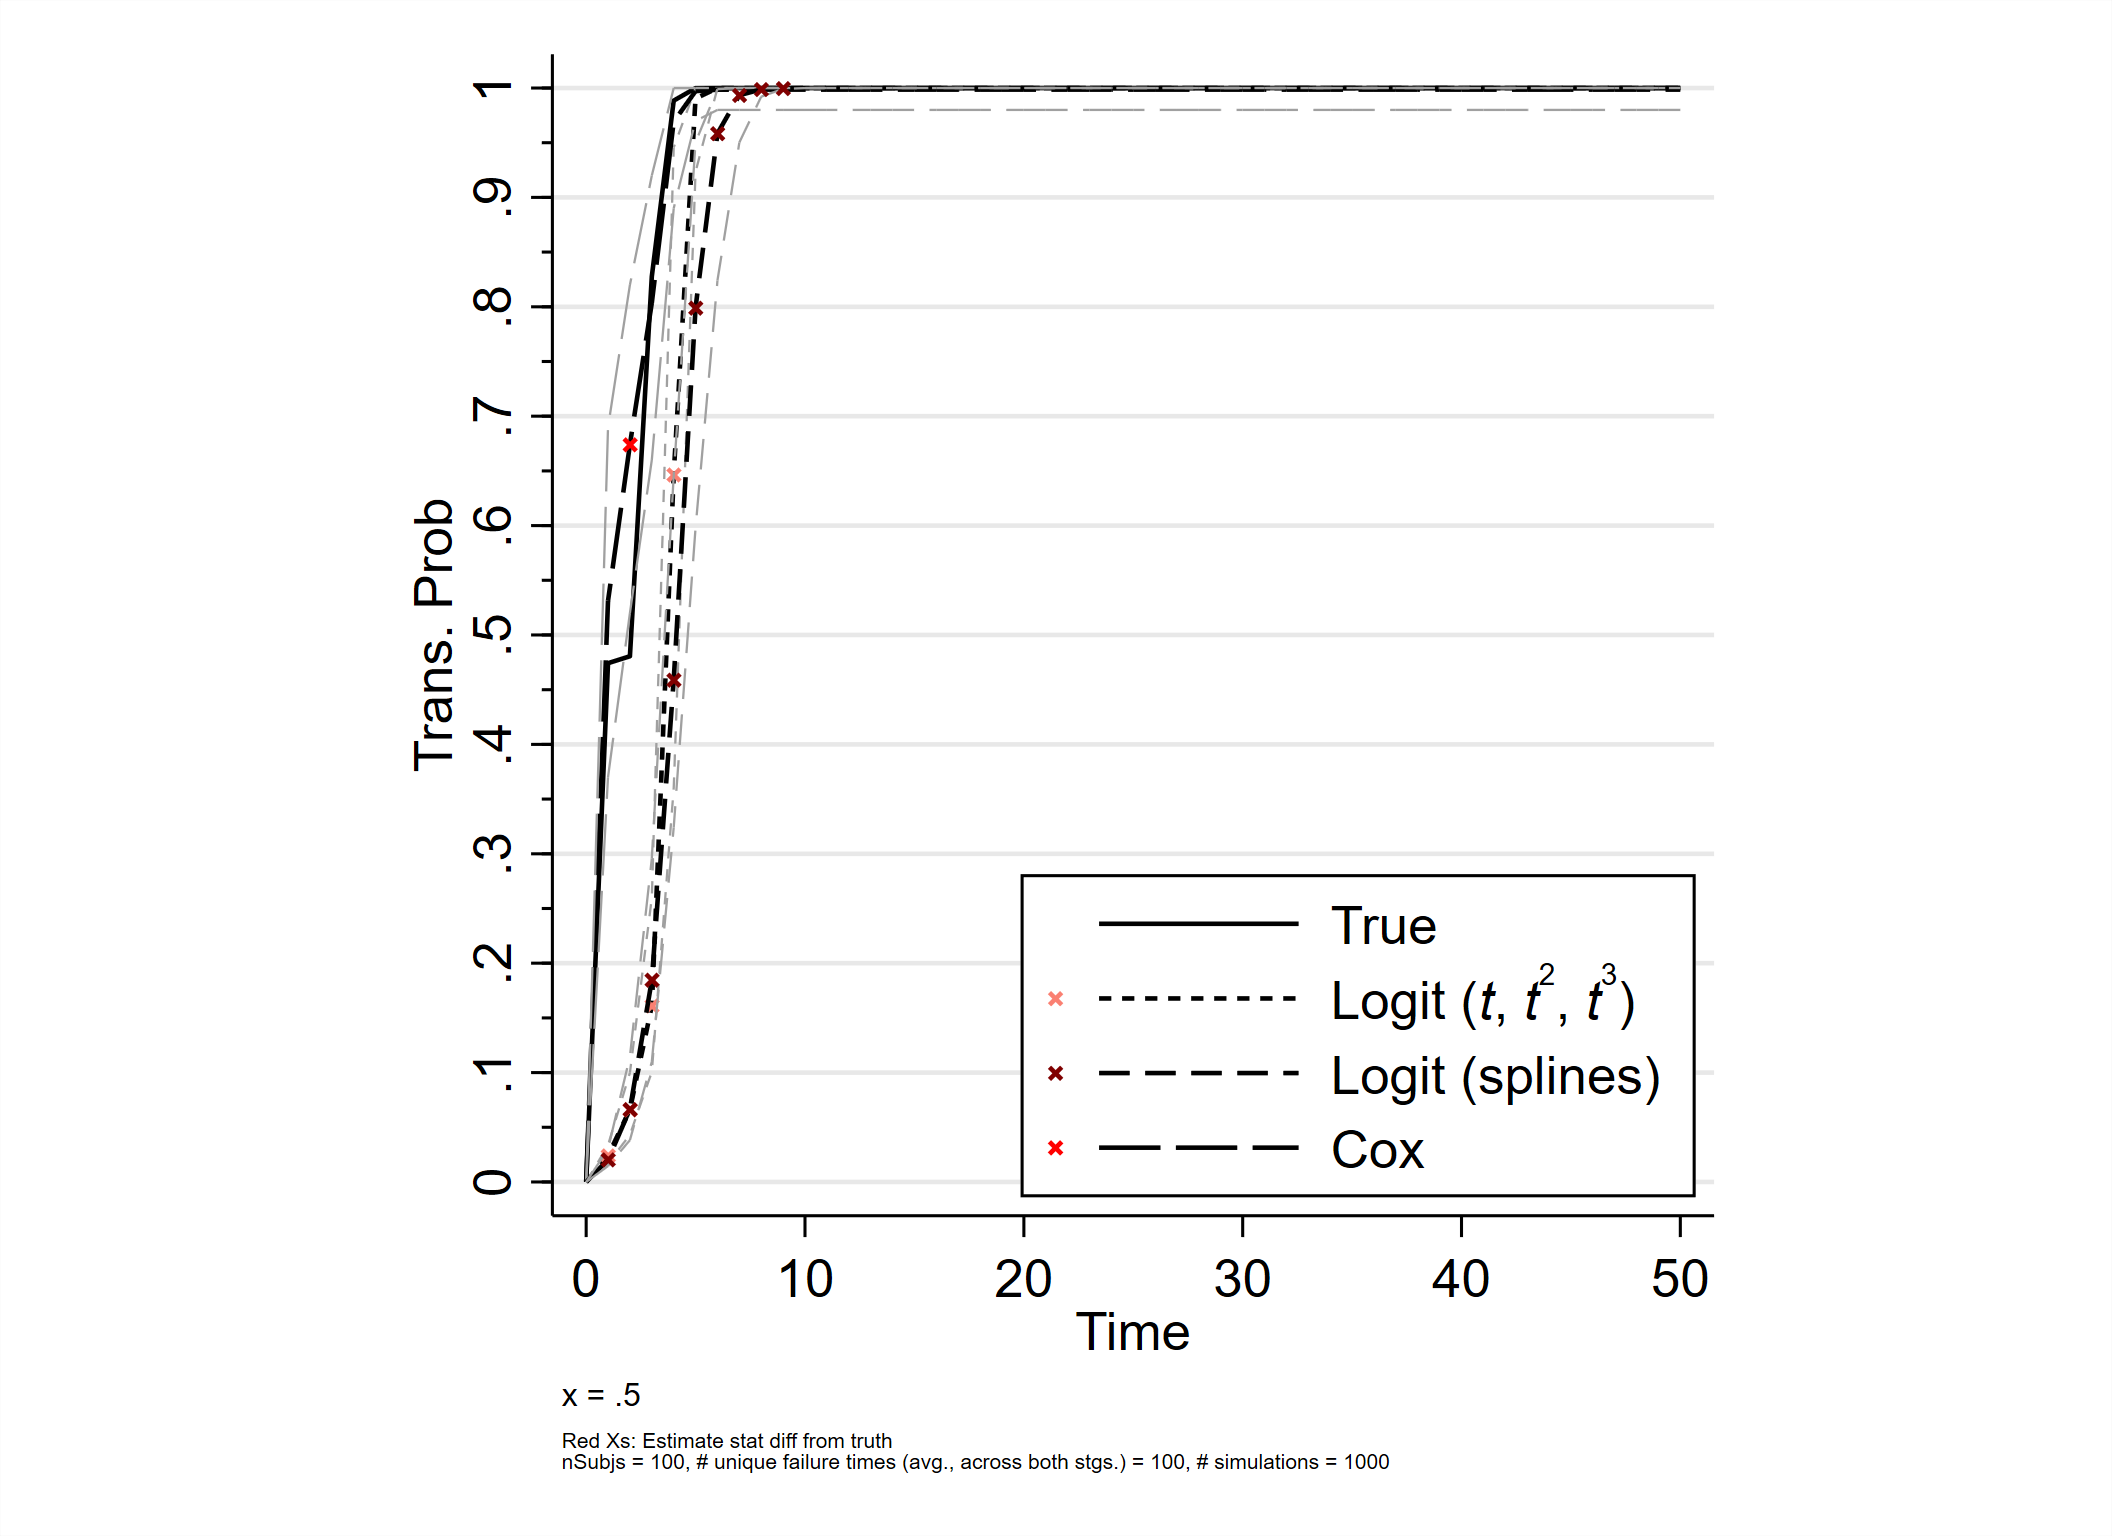 Trans. Prob
1
.9
.8
.7
.6
.5
.4
.3
.2
.1
0
True
Logit (t, t², t³)
Logit (splines)
Cox
0 10 20 30 40 50
Time
x = .5
Red Xs: Estimate stat diff from truth
nSubjs = 100, # unique failure times (avg., across both stgs.) = 100, # simulations = 1000